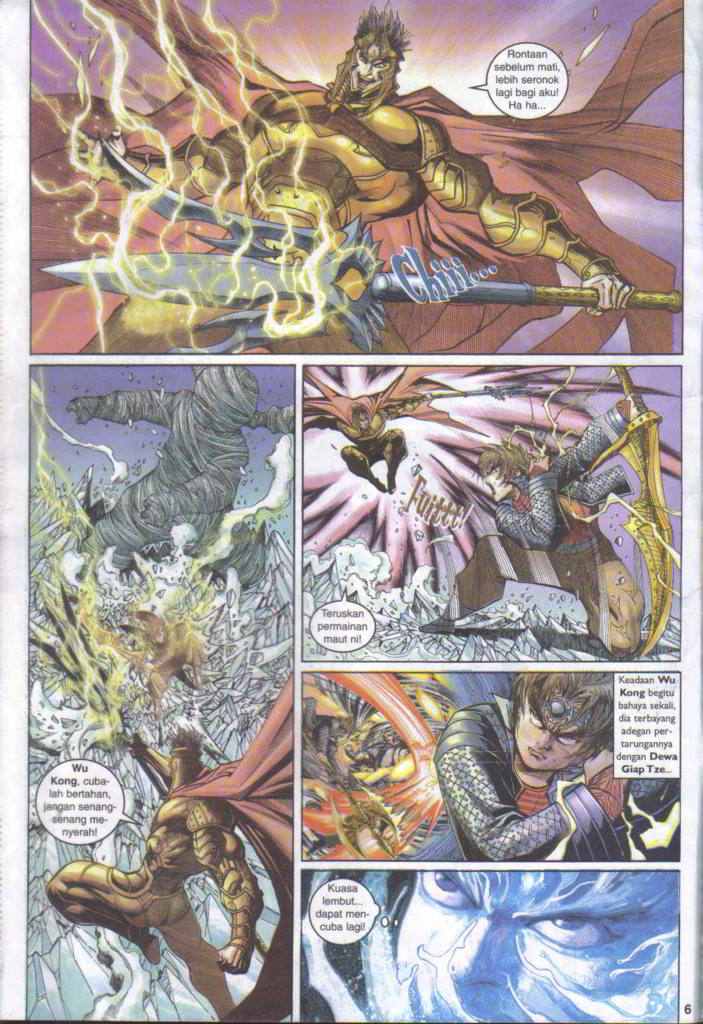 Rontaan
sebelum mati,
lebih seronok
lagi bagi aku!
Ha ha...
Chiii...
Wu
Kong, cuba-
lah bertahan,
jangan senang-
senang me-
nyerah!
Teruskan
permainan
maut ni!
Keadaan Wu
Kong begitu
bahaya sekali,
dia terbayang
adegan per-
tarungannya
dengan Dewa
Giap Tze...
Kuasa
lembut...
dapat men-
cuba lagi!
6